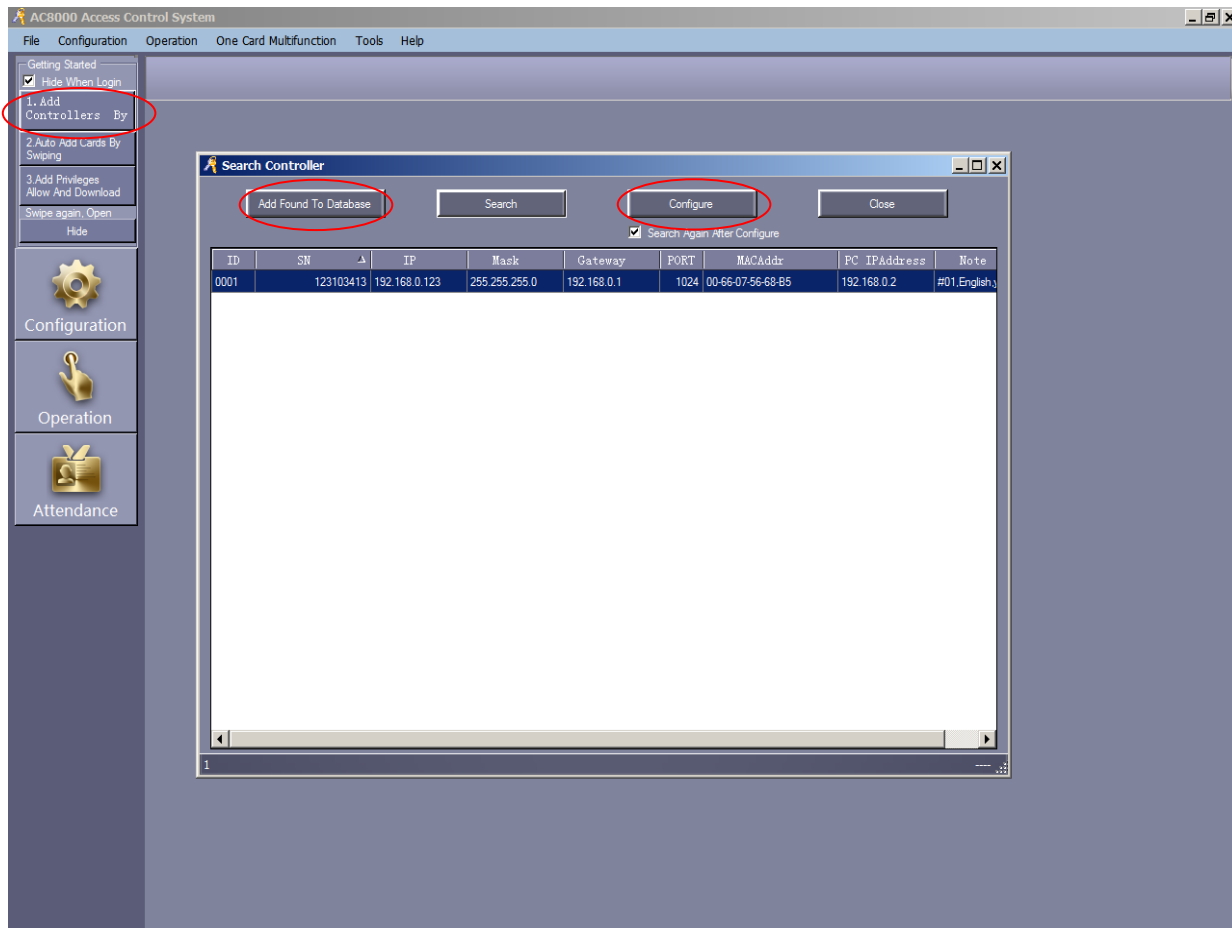 AC8000 Access Control System
File Configuration Operation One Card Multifunction Tools Help
Getting Started
Hide When Login
1.Add
Controllers By
2.Auto Add Cards By
Swiping
3.Add Privileges
Allow And Download
Swipe again, Open
Hide
Configuration
Operation
Attendance
Search Controller
Add Found To Database Search Configure Close
Search Again After Configure
ID SN IP Mask Gateway PORT MACAddr PC IPAddress Note
0001 123103413 192.168.0.123 255.255.255.0 192.168.0.1 1024 00-66-07-56-68-B5 192.168.0.2 #01,English,
1 ----